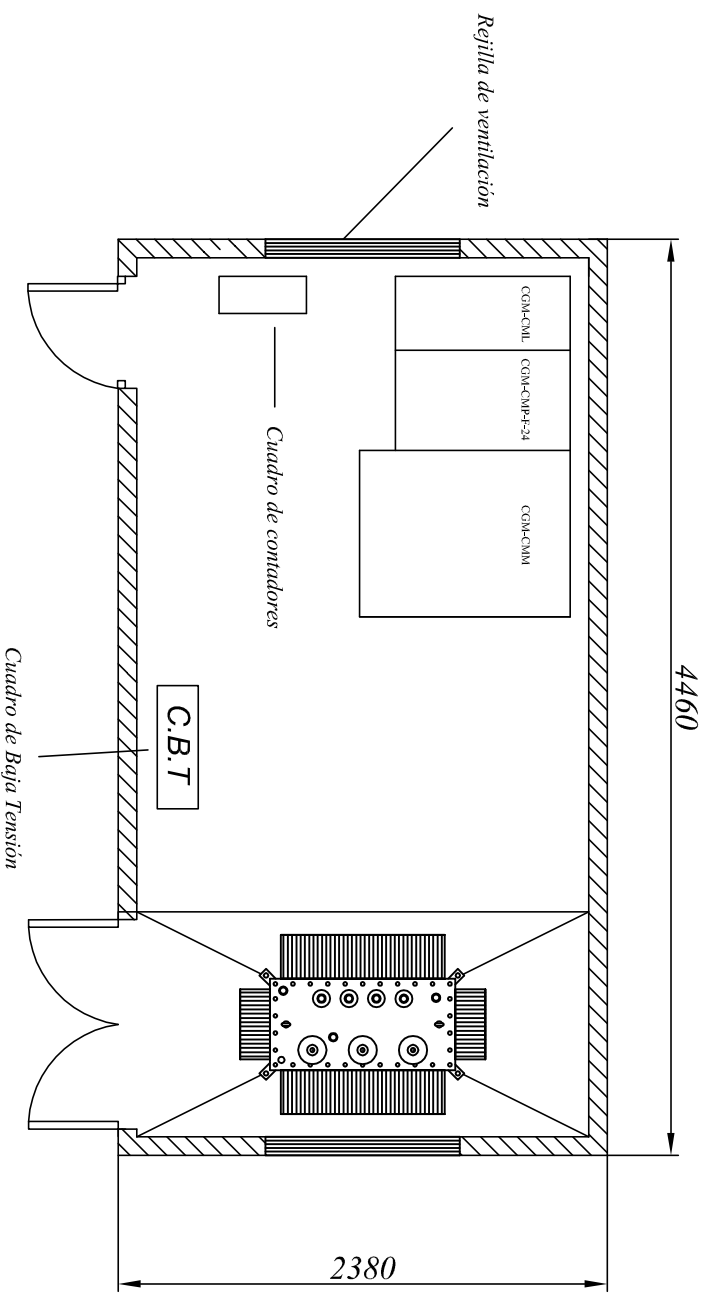 Rejilla de ventilación
CGM-CML
CGM-CMP-F-24
CGM-CMM
Cuadro de contadores
4460
C.B.T
Cuadro de Baja Tensión
2380